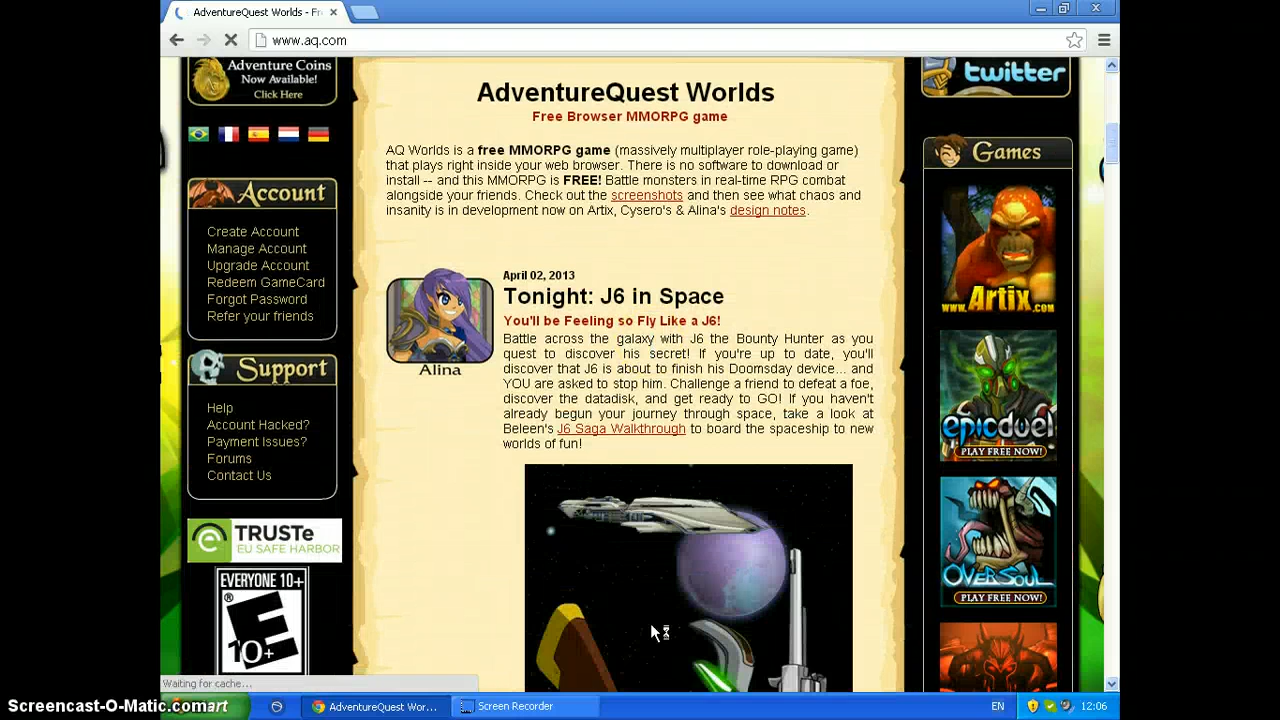 AdventureQuest Worlds - Fr
www.aq.com
Adventure Coins
Now Available!
Click Here
Account
Create Account
Manage Account
Upgrade Account
Redeem GameCard
Forgot Password
Refer your friends
Support
Help
Account Hacked?
Payment Issues?
Forums
Contact Us
TRUSTe
EU SAFE HARBOR
EVERYONE 10+
E
10+
AdventureQuest Worlds
Free Browser MMORPG game
AQ Worlds is a free MMORPG game (massively multiplayer role-playing game)
that plays right inside your web browser. There is no software to download or
install -- and this MMORPG is FREE! Battle monsters in real-time RPG combat
alongside your friends. Check out the screenshots and then see what chaos and
insanity is in development now on Artix, Cysero's & Alina's design notes.
Alina
April 02, 2013
Tonight: J6 in Space
You'll be Feeling so Fly Like a J6!
Battle across the galaxy with J6 the Bounty Hunter as you
quest to discover his secret! If you're up to date, you'll
discover that J6 is about to finish his Doomsday device... and
YOU are asked to stop him. Challenge a friend to defeat a foe,
discover the datadisk, and get ready to GO! If you haven't
already begun your journey through space, take a look at
Beleen's J6 Saga Walkthrough to board the spaceship to new
worlds of fun!
twitter
Games
www.Artix.com
epicduel
PLAY FREE NOW!
OVERSOUL
PLAY FREE NOW!
Waiting for cache...
Screencast-O-Matic.com
art
AdventureQuest Wor...
Screen Recorder
EN
12:06